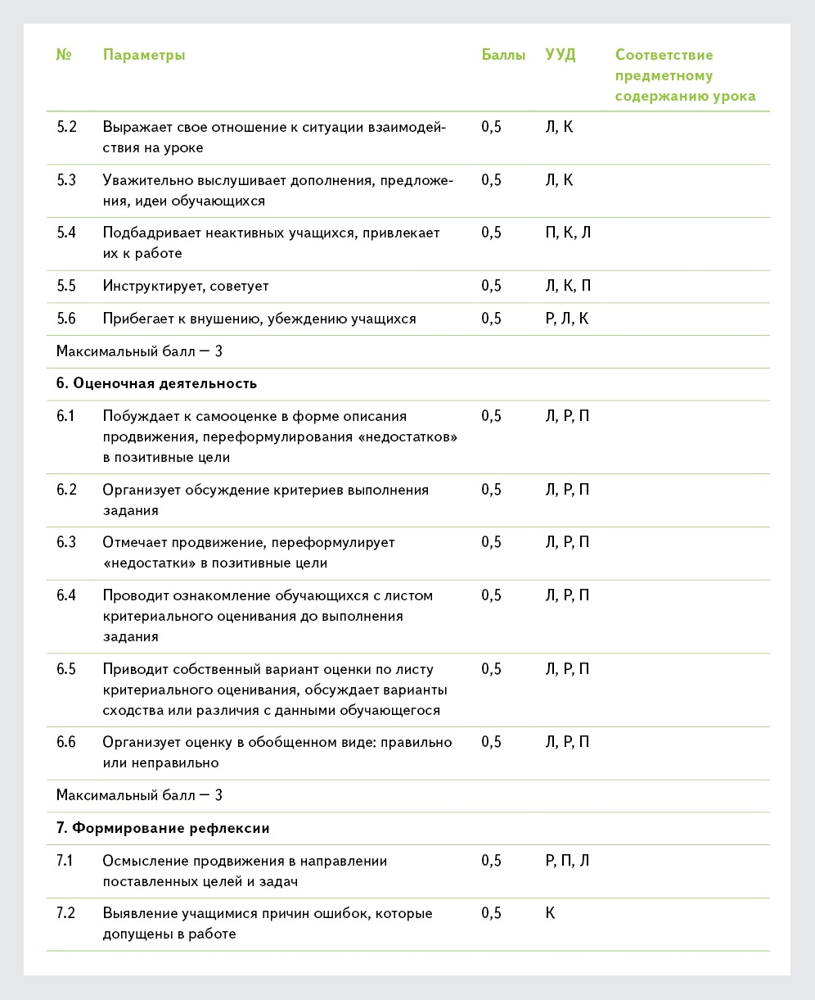 № Параметры Баллы УУД Соответствие
предметному
содержанию урока
5.2 Выражает свое отношение к ситуации взаимодей- 0,5 Л, К
ствия на уроке
5.3 Уважительно выслушивает дополнения, предложе- 0,5 Л, К
ния, идеи обучающихся
5.4 Подбадривает неактивных учащихся, привлекает 0,5 П, К, Л
их к работе
5.5 Инструктирует, советует 0,5 Л, К, П
5.6 Прибегает к внушению, убеждению учащихся 0,5 Р, Л, К
Максимальный балл — 3
6. Оценочная деятельность
6.1 Побуждает к самооценке в форме описания 0,5 Л, Р, П
продвижения, переформулирования «недостатков»
в позитивные цели
6.2 Организует обсуждение критериев выполнения 0,5 Л, Р, П
задания
6.3 Отмечает продвижение, переформулирует 0,5 Л, Р, П
«недостатки» в позитивные цели
6.4 Проводит ознакомление обучающихся с листом 0,5 Л, Р, П
критериального оценивания до выполнения
задания
6.5 Приводит собственный вариант оценки по листу 0,5 Л, Р, П
критериального оценивания, обсуждает варианты
сходства или различия с данными обучающегося
6.6 Организует оценку в обобщенном виде: правильно 0,5 Л, Р, П
или неправильно
Максимальный балл — 3
7. Формирование рефлексии
7.1 Осмысление продвижения в направлении 0,5 Р, П, Л
поставленных целей и задач
7.2 Выявление учащимися причин ошибок, которые 0,5 К
допущены в работе